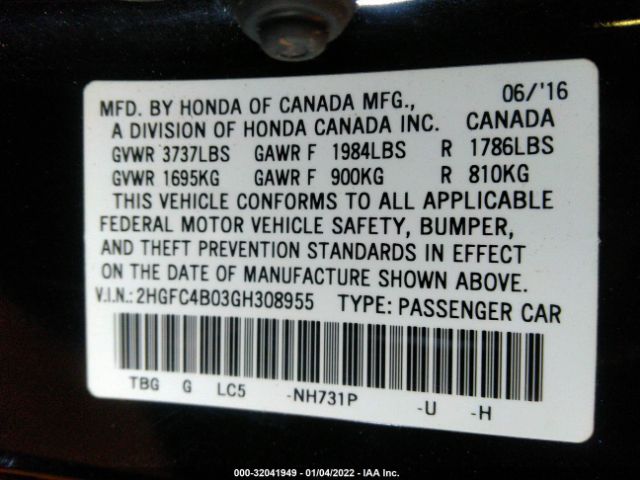 06/'16
MFD. BY HONDA OF CANADA MFG.,
A DIVISION OF HONDA CANADA INC. CANADA
GVWR 3737LBS GAWR F 1984LBS R 1786LBS
GVWR 1695KG GAWR F 900KG R 810KG
THIS VEHICLE CONFORMS TO ALL APPLICABLE
FEDERAL MOTOR VEHICLE SAFETY, BUMPER,
AND THEFT PREVENTION STANDARDS IN EFFECT
ON THE DATE OF MANUFACTURE SHOWN ABOVE.
V.I.N.: 2HGFC4B03GH308955 TYPE: PASSENGER CAR
TBG G LC5 -NH731P -U -H
000-32041949 - 01/04/2022 - IAA Inc.